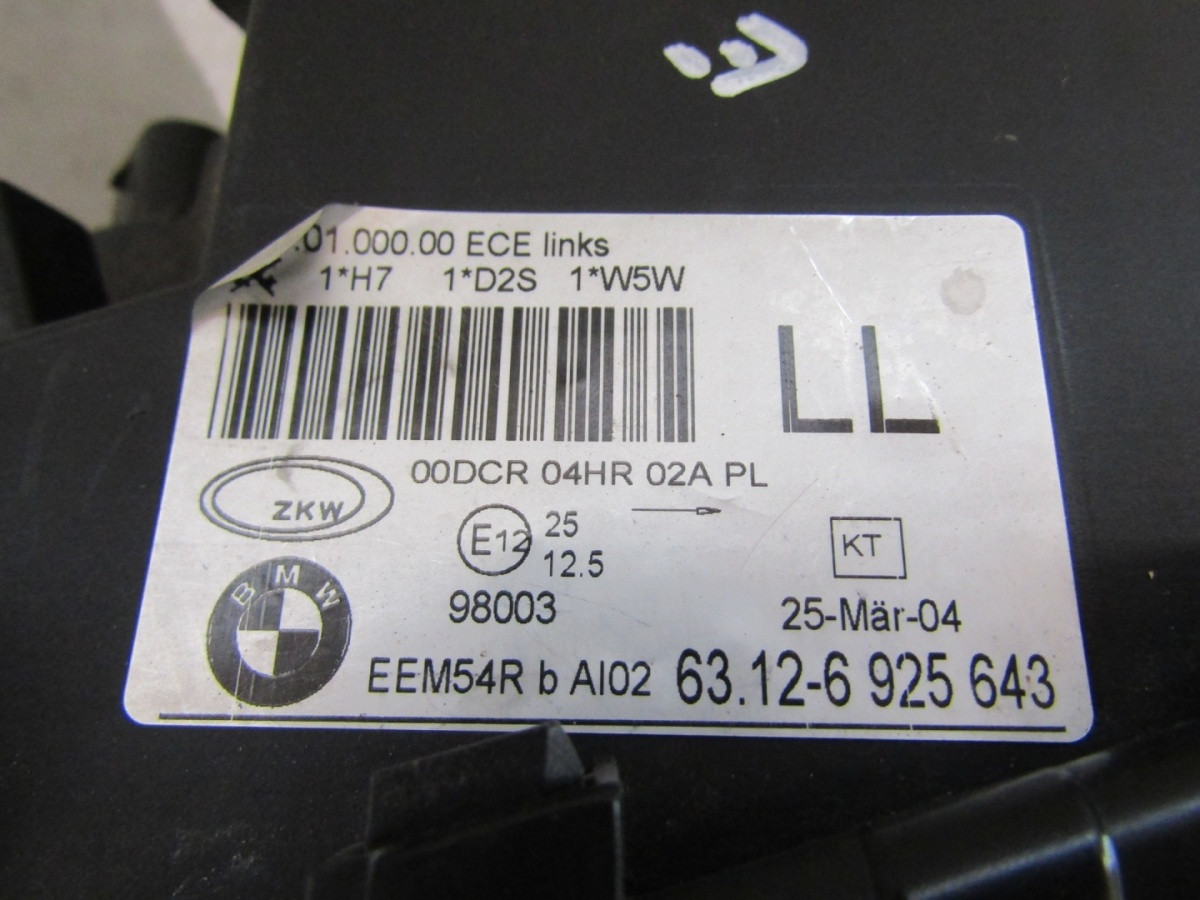 .01.000.00 ECE links
1*H7 1*D2S 1*W5W
LL
00DCR 04HR 02A PL
ZKW
E12 25
12.5
KT
98003
25-Mär-04
BMW
EEM54R b AI02 63.12-6 925 643